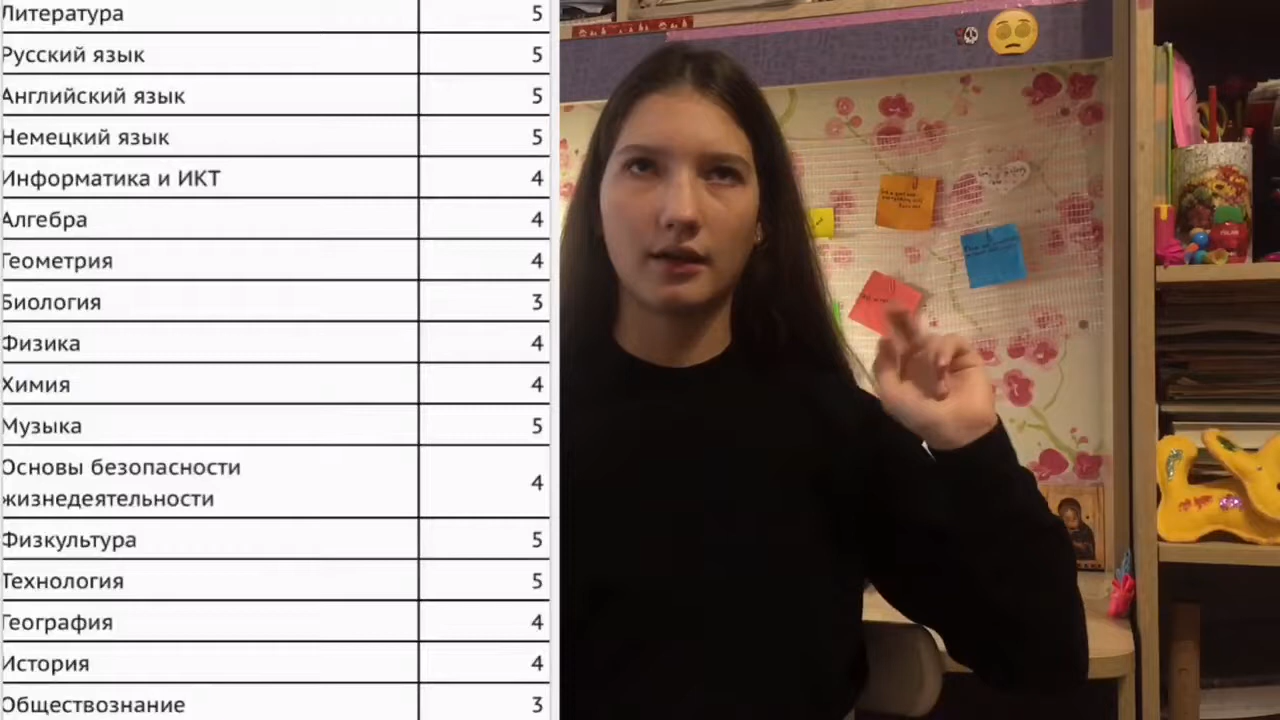 Литература 5
Русский язык 5
Английский язык 5
Немецкий язык 5
Информатика и ИКТ 4
Алгебра 4
Геометрия 4
Биология 3
Физика 4
Химия 4
Музыка 5
Основы безопасности
жизнедеятельности 4
Физкультура 5
Технология 5
География 4
История 4
Обществознание 3